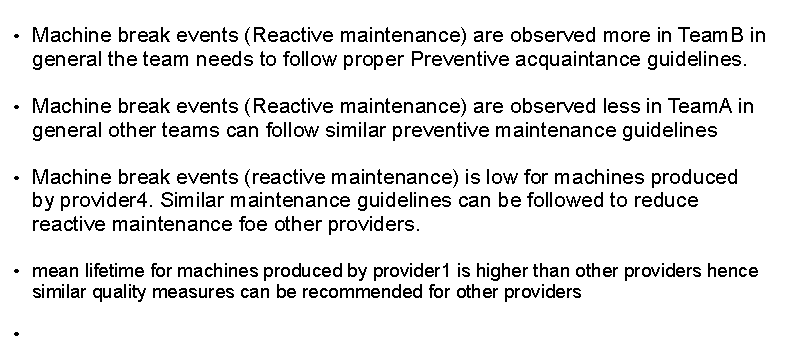 • Machine break events (Reactive maintenance) are observed more in TeamB in
general the team needs to follow proper Preventive acquaintance guidelines.
• Machine break events (Reactive maintenance) are observed less in TeamA in
general other teams can follow similar preventive maintenance guidelines
• Machine break events (reactive maintenance) is low for machines produced
by provider4. Similar maintenance guidelines can be followed to reduce
reactive maintenance foe other providers.
• mean lifetime for machines produced by provider1 is higher than other providers hence
similar quality measures can be recommended for other providers
•